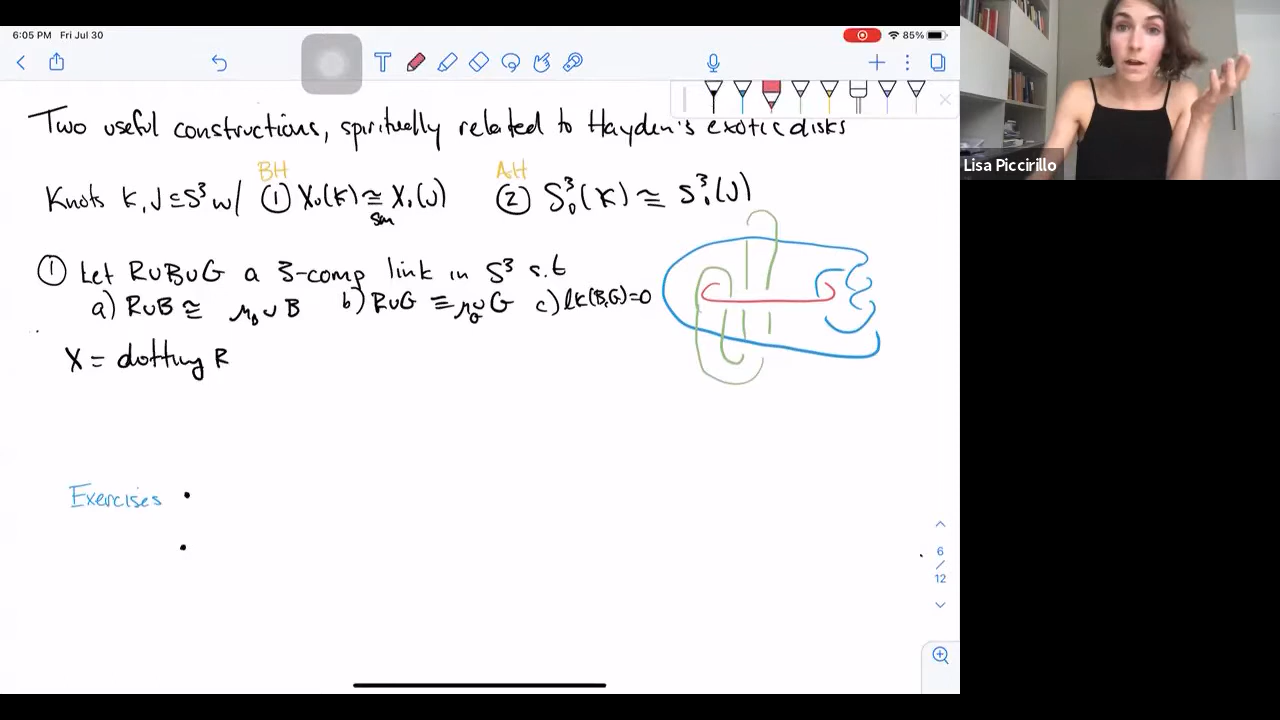 6:05 PM Fri Jul 30
85%
Two useful constructions, spiritually related to Hayden's exotic disks
BH
AH
Knots K, J ⊆ S³ w/ ① X₀(K) ≅ X₀(J)
sm
② S³₀(K) ≅ S³₀(J)
① Let R∪B∪G a 3-comp link in S³ s.t
a) R∪B ≅ μ_B ∪ B b) R∪G ≅ μ_G ∪ G c) lk(B,G)=0
X = dotting R
Exercises •
•
6
/
12
Lisa Piccirillo